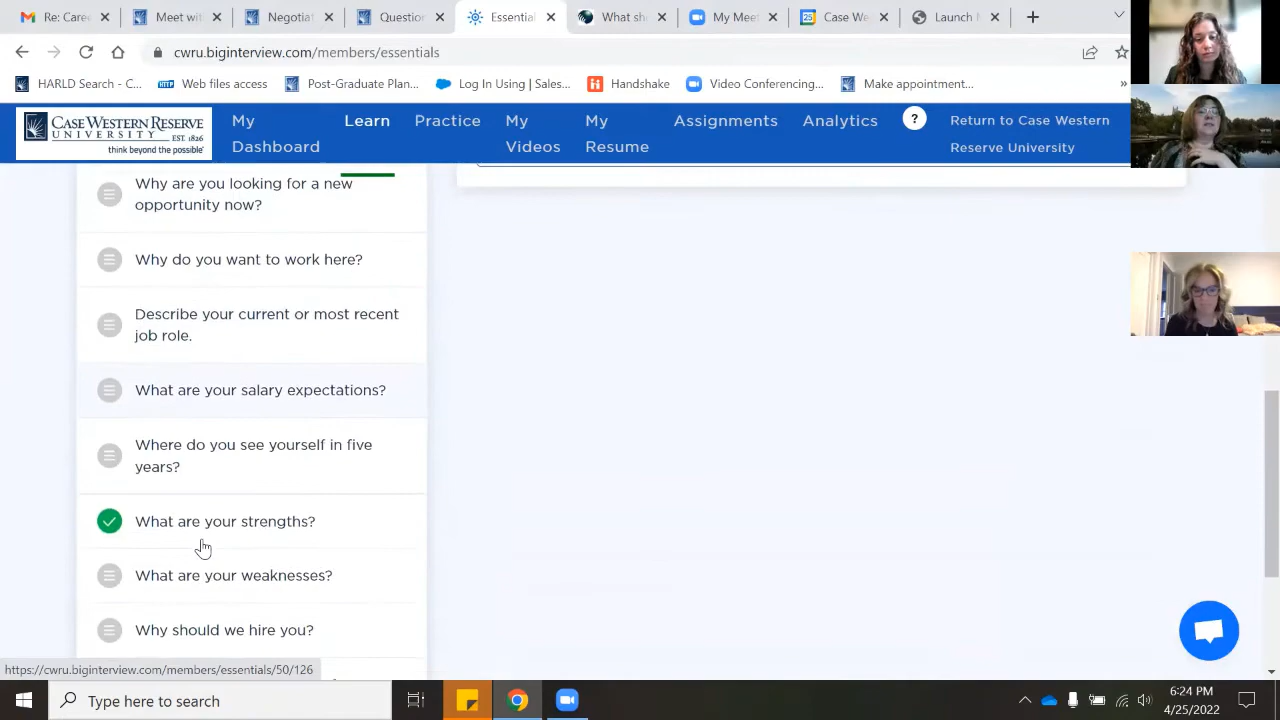 Re: Caree
Meet with
Negotiat
Question
Essential
What sho
My Meet
Case We
Launch M
cwru.biginterview.com/members/essentials
HARLD Search - C...
Web files access
Post-Graduate Plan...
Log In Using | Sales...
Handshake
Video Conferencing...
Make appointment...
»
CASE WESTERN RESERVE
UNIVERSITY EST. 1826
think beyond the possible®
My Dashboard
Learn
Practice
My Videos
My Resume
Assignments
Analytics
?
Return to Case Western
Reserve University
Why are you looking for a new
opportunity now?
Why do you want to work here?
Describe your current or most recent
job role.
What are your salary expectations?
Where do you see yourself in five
years?
What are your strengths?
What are your weaknesses?
Why should we hire you?
https://cwru.biginterview.com/members/essentials/50/126
Type here to search
6:24 PM
4/25/2022